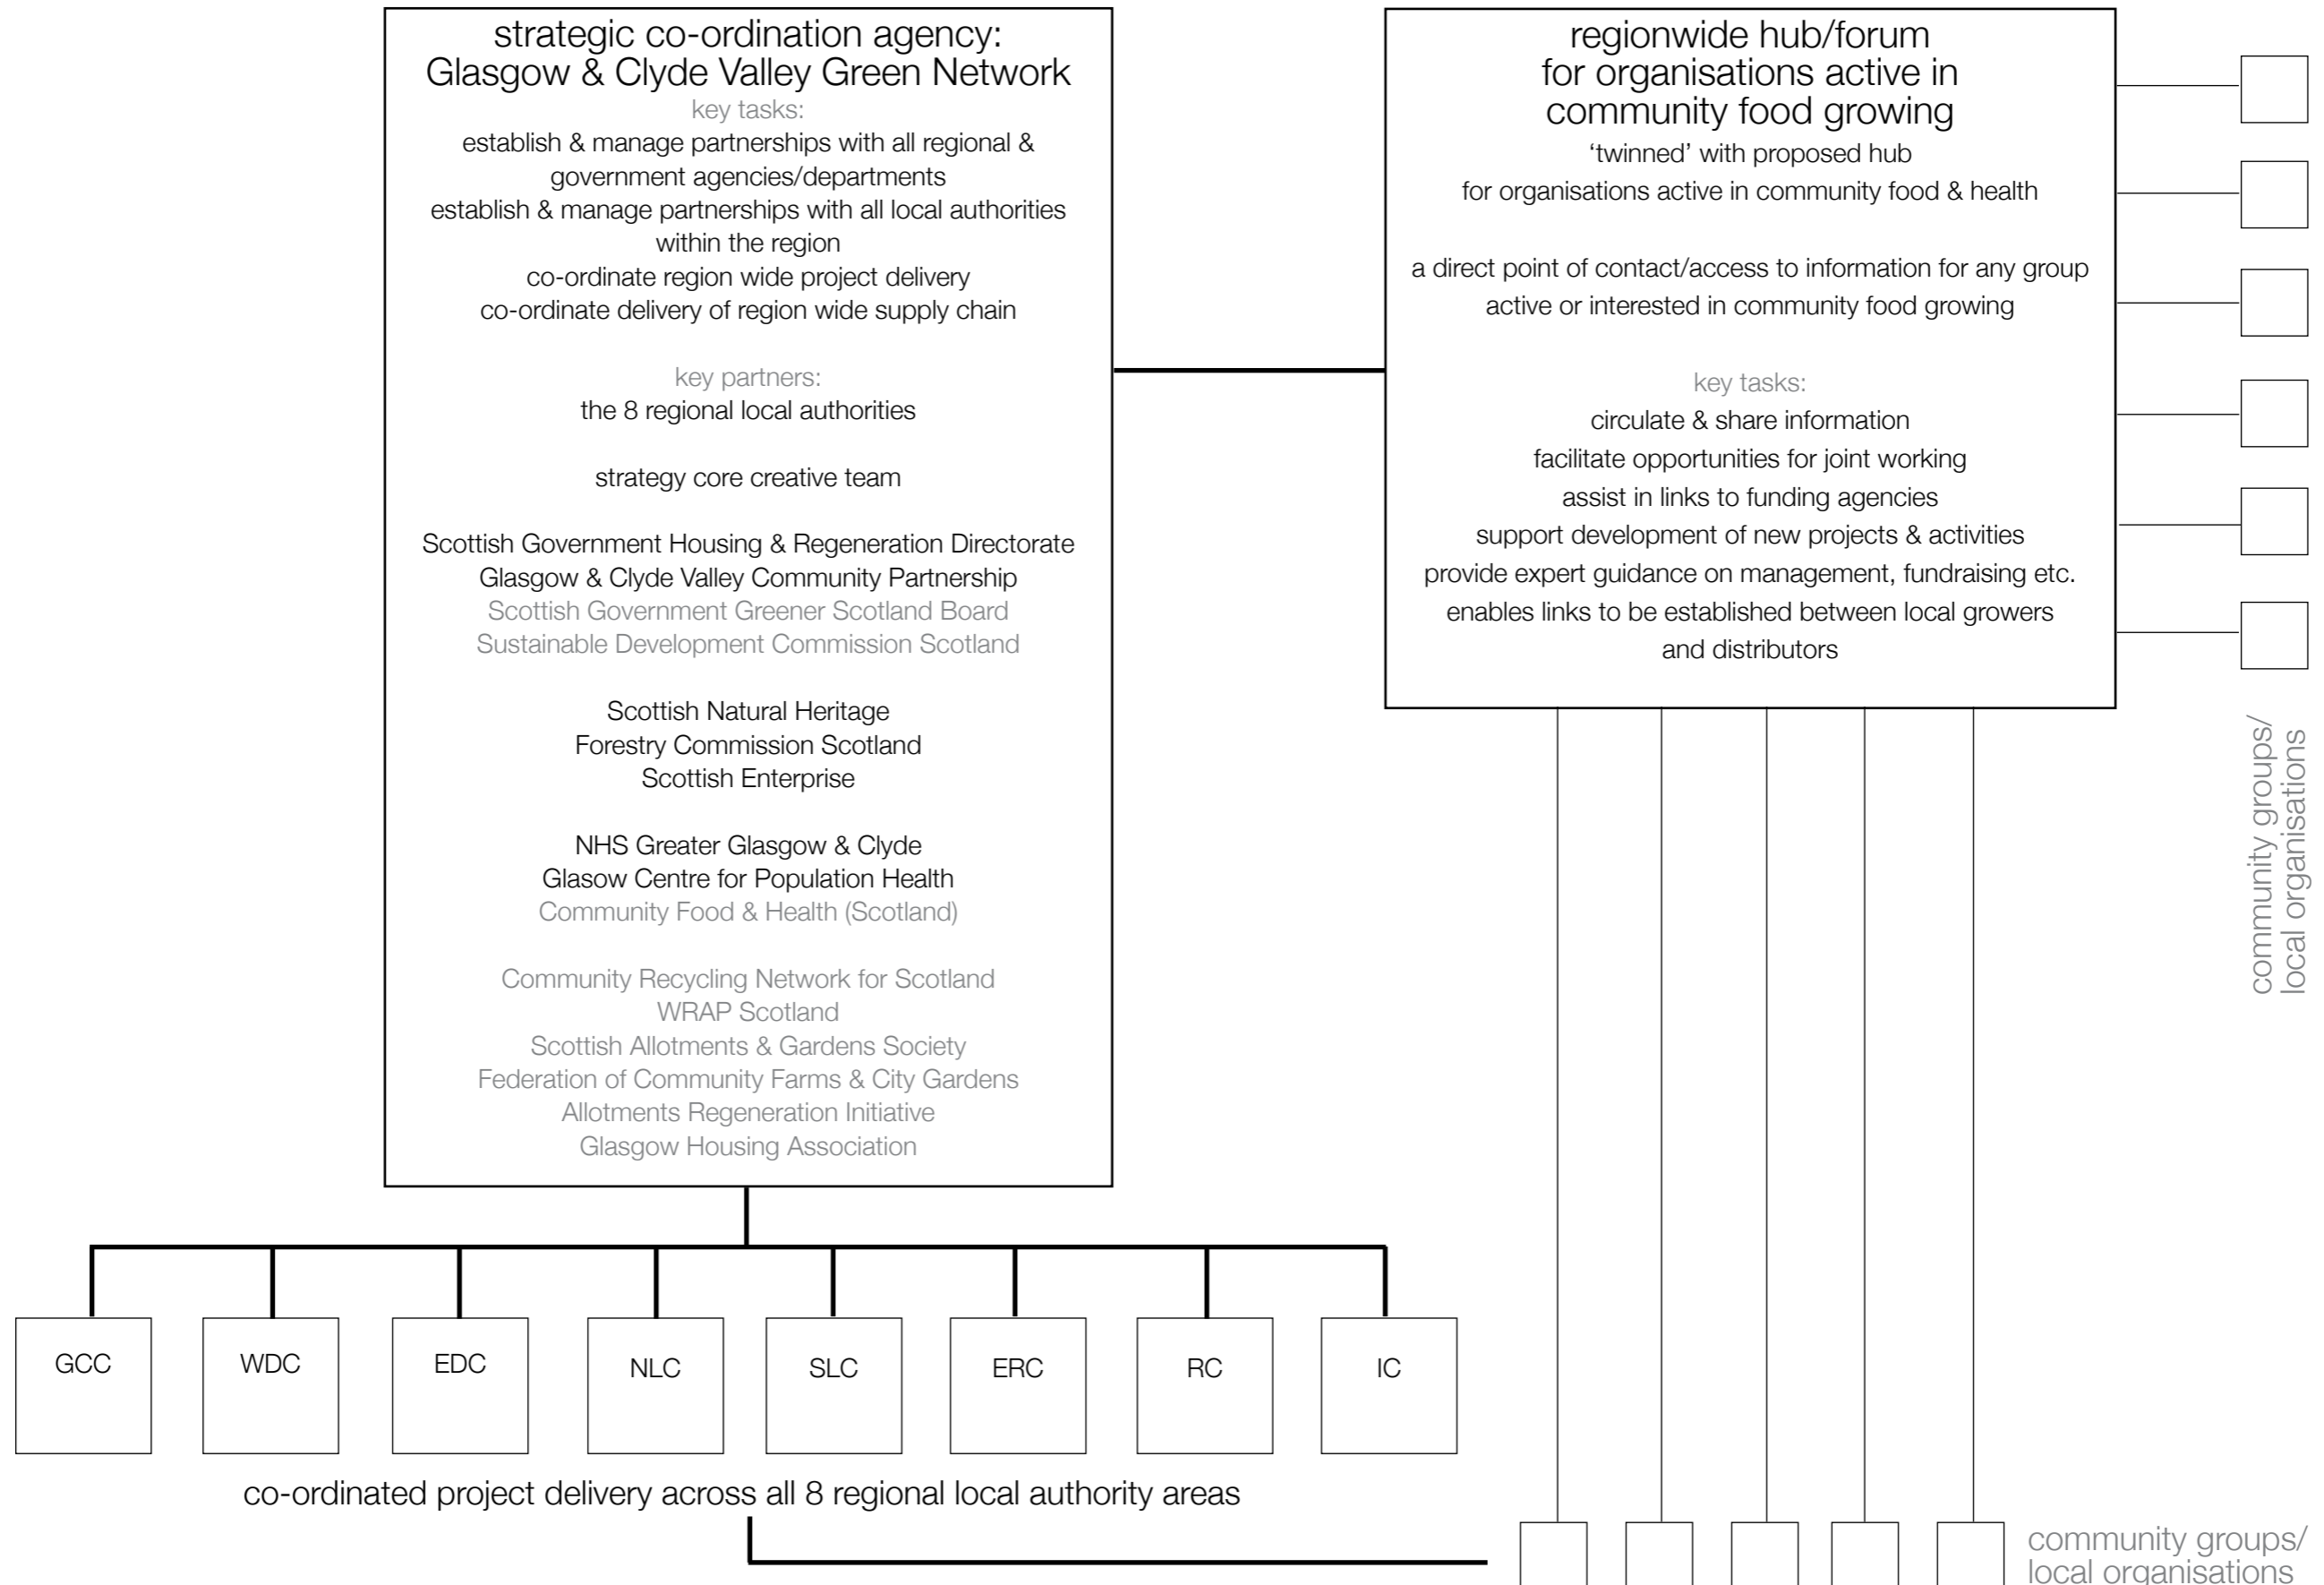 strategic co-ordination agency:
Glasgow & Clyde Valley Green Network
key tasks:
establish & manage partnerships with all regional &
government agencies/departments
establish & manage partnerships with all local authorities
within the region
co-ordinate region wide project delivery
co-ordinate delivery of region wide supply chain
key partners:
the 8 regional local authorities
strategy core creative team
Scottish Government Housing & Regeneration Directorate
Glasgow & Clyde Valley Community Partnership
Scottish Government Greener Scotland Board
Sustainable Development Commission Scotland
Scottish Natural Heritage
Forestry Commission Scotland
Scottish Enterprise
NHS Greater Glasgow & Clyde
Glasow Centre for Population Health
Community Food & Health (Scotland)
Community Recycling Network for Scotland
WRAP Scotland
Scottish Allotments & Gardens Society
Federation of Community Farms & City Gardens
Allotments Regeneration Initiative
Glasgow Housing Association
regionwide hub/forum
for organisations active in
community food growing
‘twinned’ with proposed hub
for organisations active in community food & health
a direct point of contact/access to information for any group
active or interested in community food growing
key tasks:
circulate & share information
facilitate opportunities for joint working
assist in links to funding agencies
support development of new projects & activities
provide expert guidance on management, fundraising etc.
enables links to be established between local growers
and distributors
community groups/
local organisations
GCC
WDC
EDC
NLC
SLC
ERC
RC
IC
co-ordinated project delivery across all 8 regional local authority areas
community groups/
local organisations